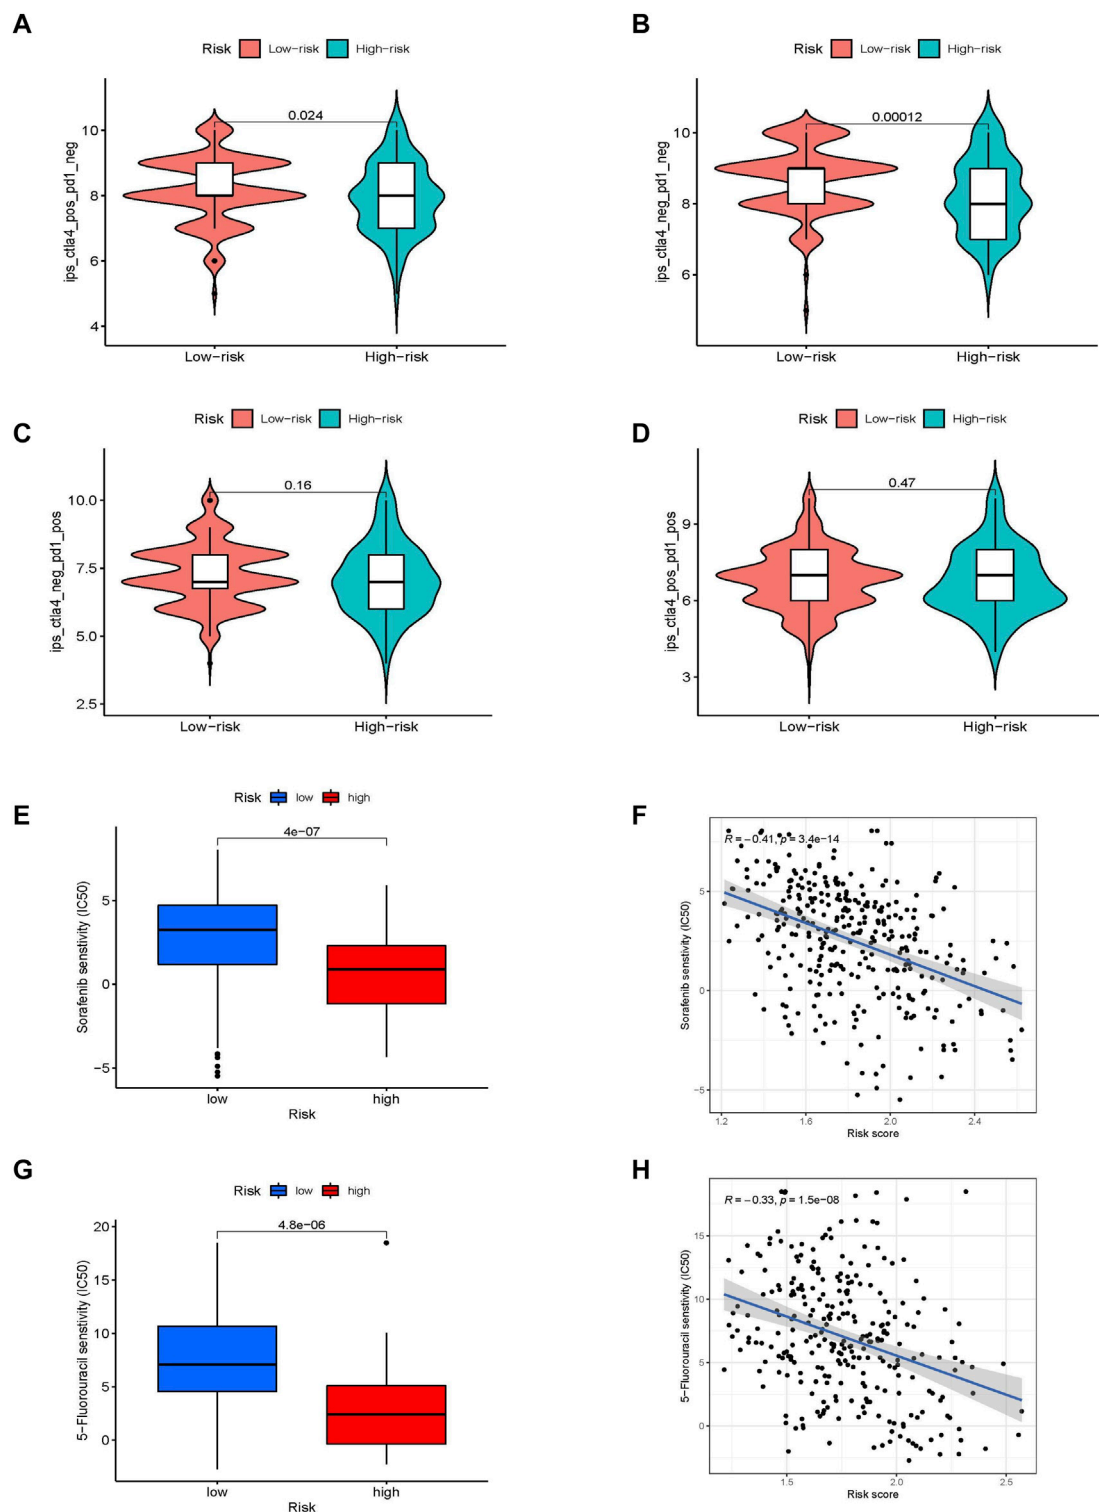 A
Risk Low-risk High-risk
ips_ctla4_pos_pd1_neg
10
8
6
4
0.024
Low-risk High-risk
B
Risk Low-risk High-risk
ips_ctla4_neg_pd1_neg
10
8
6
0.00012
Low-risk High-risk
C
Risk Low-risk High-risk
ips_ctla4_neg_pd1_pos
10.0
7.5
5.0
2.5
0.16
Low-risk High-risk
D
Risk Low-risk High-risk
ips_ctla4_pos_pd1_pos
9
6
3
0.47
Low-risk High-risk
E
Risk low high
Sorafenib senstivity (IC50)
5
0
-5
4e-07
low high
Risk
F
Sorafenib senstivity (IC50)
R = -0.41, p = 3.4e-14
5
0
-5
1.2 1.6 2.0 2.4
Risk score
G
Risk low high
5-Fluorouracil senstivity (IC50)
20
15
10
5
0
4.8e-06
low high
Risk
H
5-Fluorouracil senstivity (IC50)
R = -0.33, p = 1.5e-08
15
10
5
0
1.5 2.0 2.5
Risk score